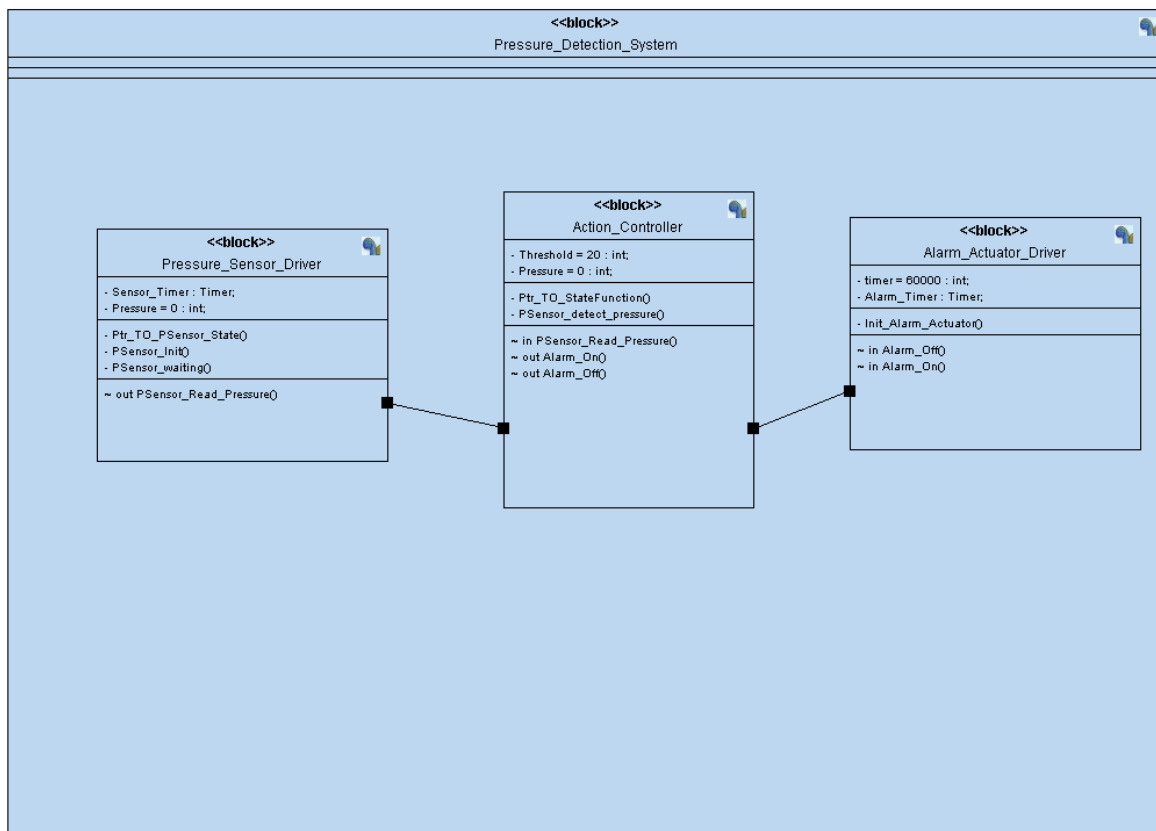 <<block>>
Pressure_Detection_System
<<block>>
Pressure_Sensor_Driver
- Sensor_Timer : Timer;
- Pressure = 0 : int;
- Ptr_TO_PSensor_State()
- PSensor_Init()
- PSensor_waiting()
~ out PSensor_Read_Pressure()
<<block>>
Action_Controller
- Threshold = 20 : int;
- Pressure = 0 : int;
- Ptr_TO_StateFunction()
- PSensor_detect_pressure()
~ in PSensor_Read_Pressure()
~ out Alarm_On()
~ out Alarm_Off()
<<block>>
Alarm_Actuator_Driver
- timer = 60000 : int;
- Alarm_Timer : Timer;
- Init_Alarm_Actuator()
~ in Alarm_Off()
~ in Alarm_On()